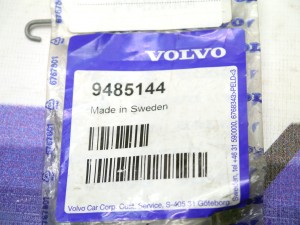 VOLVO
9485144
Made in Sweden
Volvo Car Corp. Cust. Service, S-405 31 Göteborg